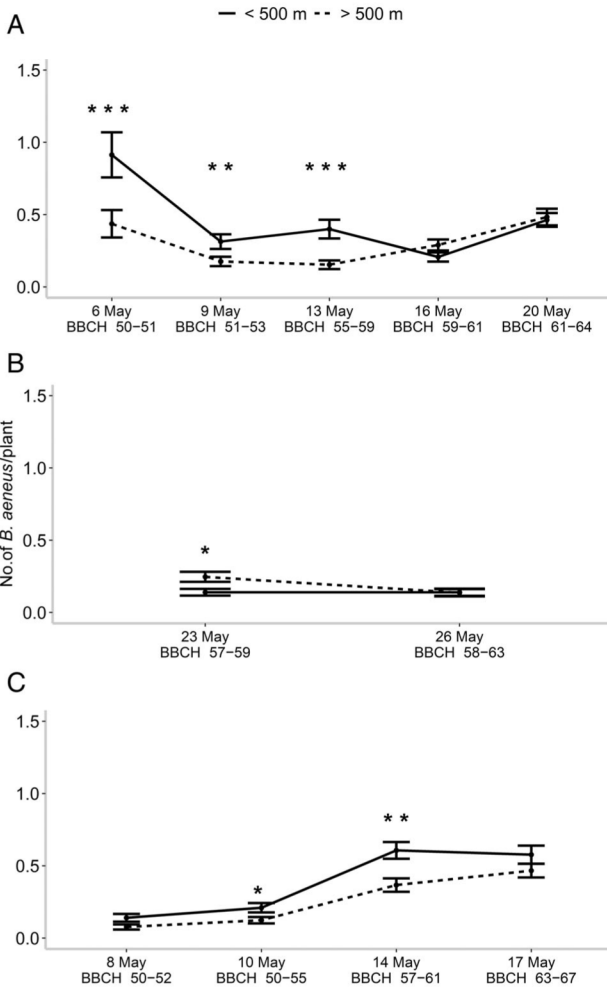 < 500 m > 500 m
A
1.5
* * *
* *
* * *
1.0
0.5
0.0
6 May 9 May 13 May 16 May 20 May
BBCH 50−51 BBCH 51−53 BBCH 55−59 BBCH 59−61 BBCH 61−64
B
No.of B. aeneus/plant
1.5
1.0
*
0.5
0.0
23 May 26 May
BBCH 57−59 BBCH 58−63
C
1.5
1.0
* *
*
0.5
0.0
8 May 10 May 14 May 17 May
BBCH 50−52 BBCH 50−55 BBCH 57−61 BBCH 63−67